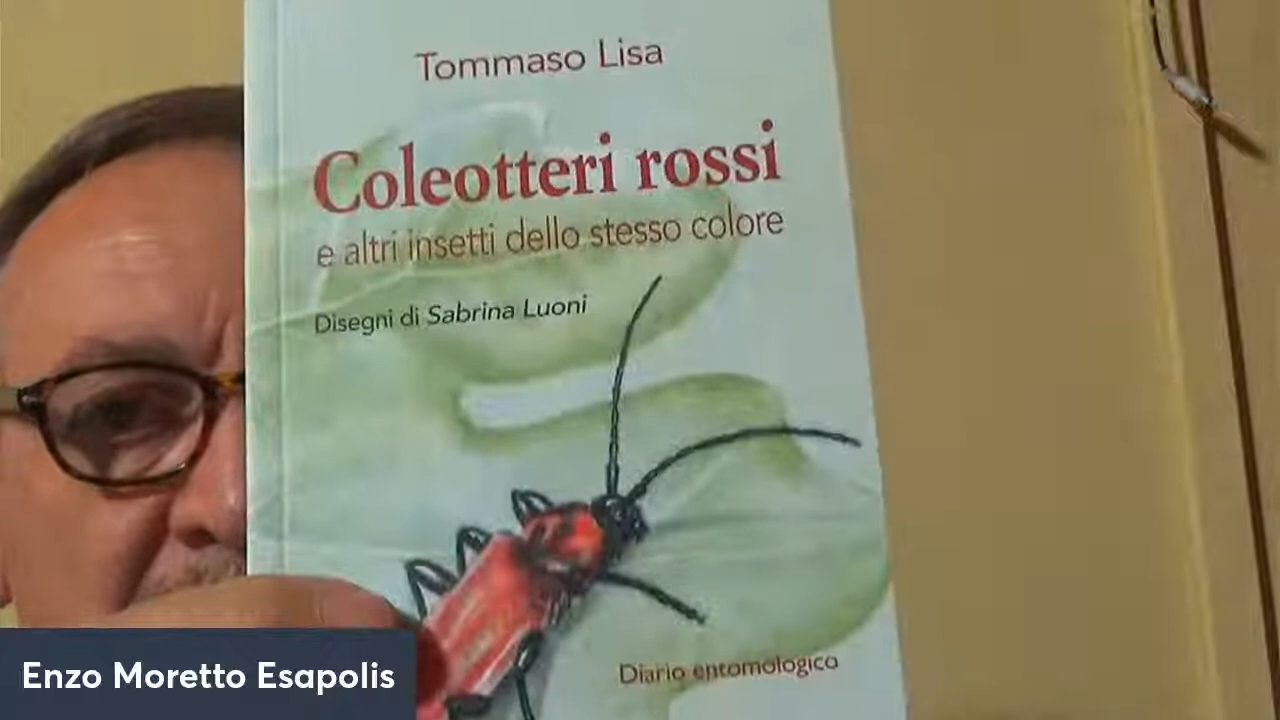 Tommaso Lisa
Coleotteri rossi
e altri insetti dello stesso colore
Disegni di Sabrina Luoni
Diario entomologico
Enzo Moretto Esapolis